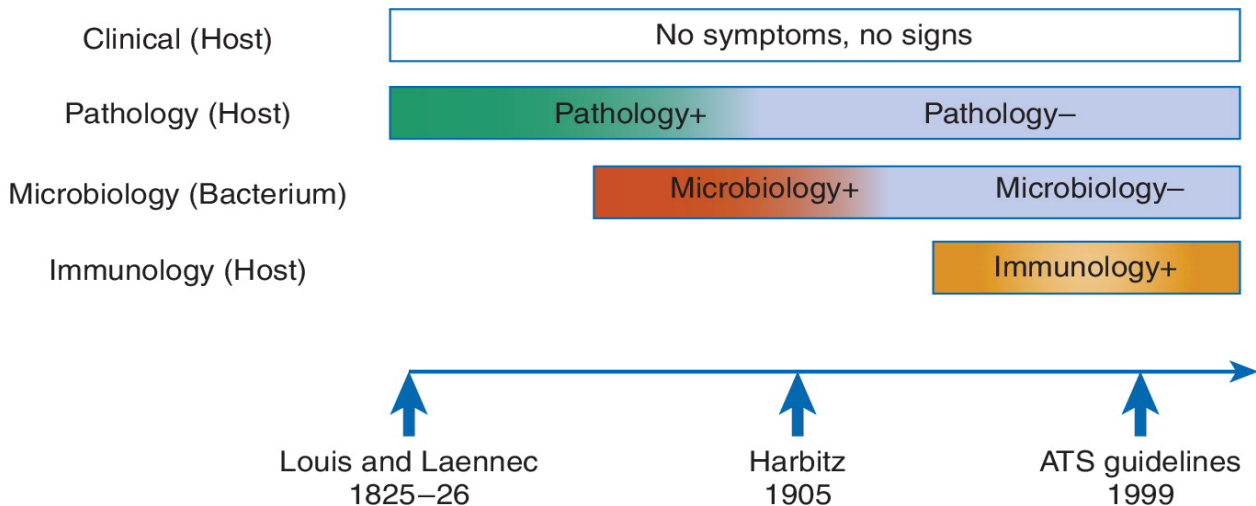 Clinical (Host)
No symptoms, no signs
Pathology (Host)
Pathology+
Pathology–
Microbiology (Bacterium)
Microbiology+
Microbiology–
Immunology (Host)
Immunology+
Louis and Laennec
1825–26
Harbitz
1905
ATS guidelines
1999